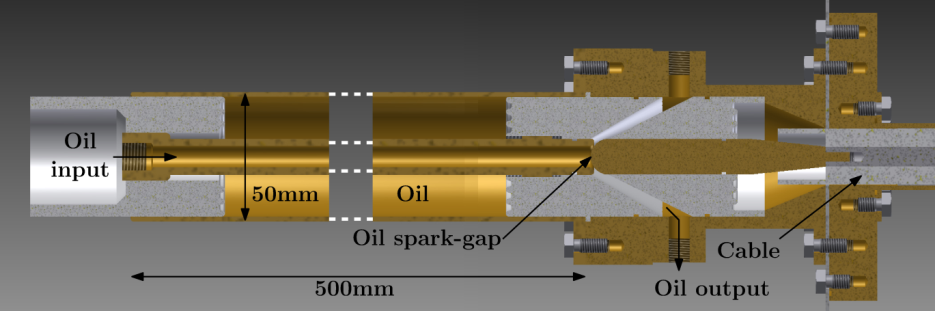 Oil
input
50mm
Oil
Oil spark-gap
Cable
500mm
Oil output